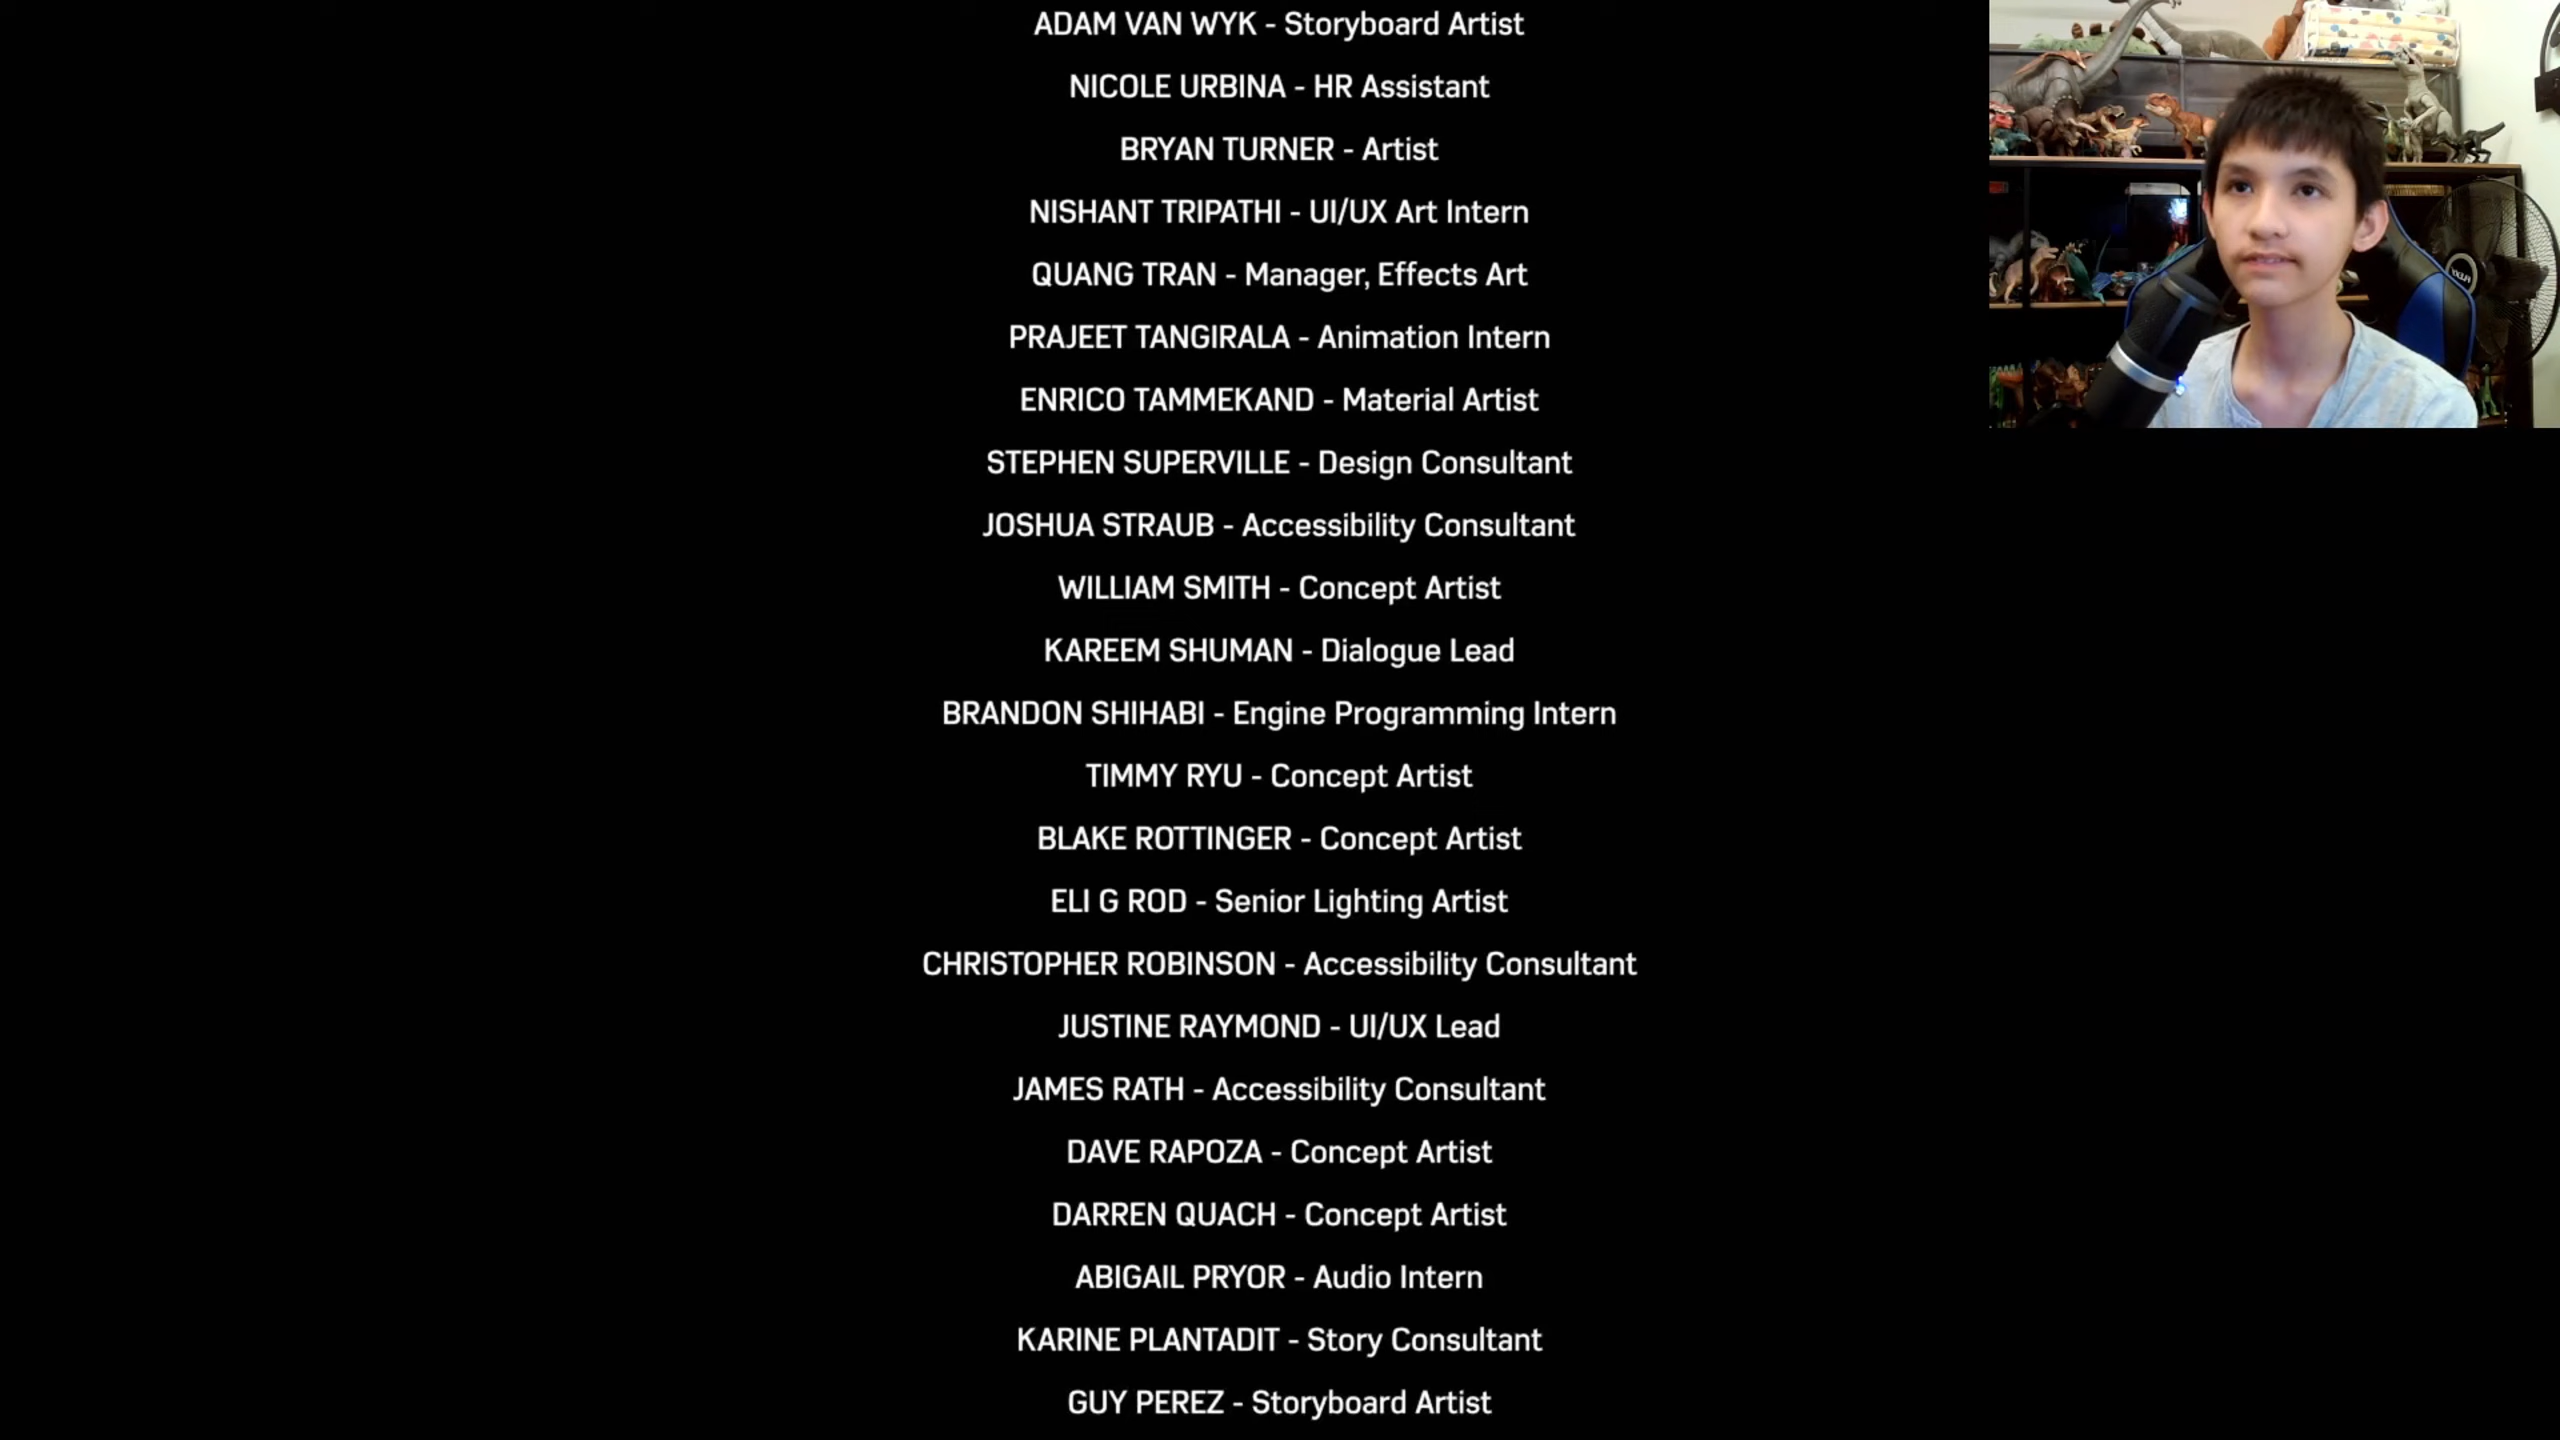 ADAM VAN WYK - Storyboard Artist
NICOLE URBINA - HR Assistant
BRYAN TURNER - Artist
NISHANT TRIPATHI - UI/UX Art Intern
QUANG TRAN - Manager, Effects Art
PRAJEET TANGIRALA - Animation Intern
ENRICO TAMMEKAND - Material Artist
STEPHEN SUPERVILLE - Design Consultant
JOSHUA STRAUB - Accessibility Consultant
WILLIAM SMITH - Concept Artist
KAREEM SHUMAN - Dialogue Lead
BRANDON SHIHABI - Engine Programming Intern
TIMMY RYU - Concept Artist
BLAKE ROTTINGER - Concept Artist
ELI G ROD - Senior Lighting Artist
CHRISTOPHER ROBINSON - Accessibility Consultant
JUSTINE RAYMOND - UI/UX Lead
JAMES RATH - Accessibility Consultant
DAVE RAPOZA - Concept Artist
DARREN QUACH - Concept Artist
ABIGAIL PRYOR - Audio Intern
KARINE PLANTADIT - Story Consultant
GUY PEREZ - Storyboard Artist